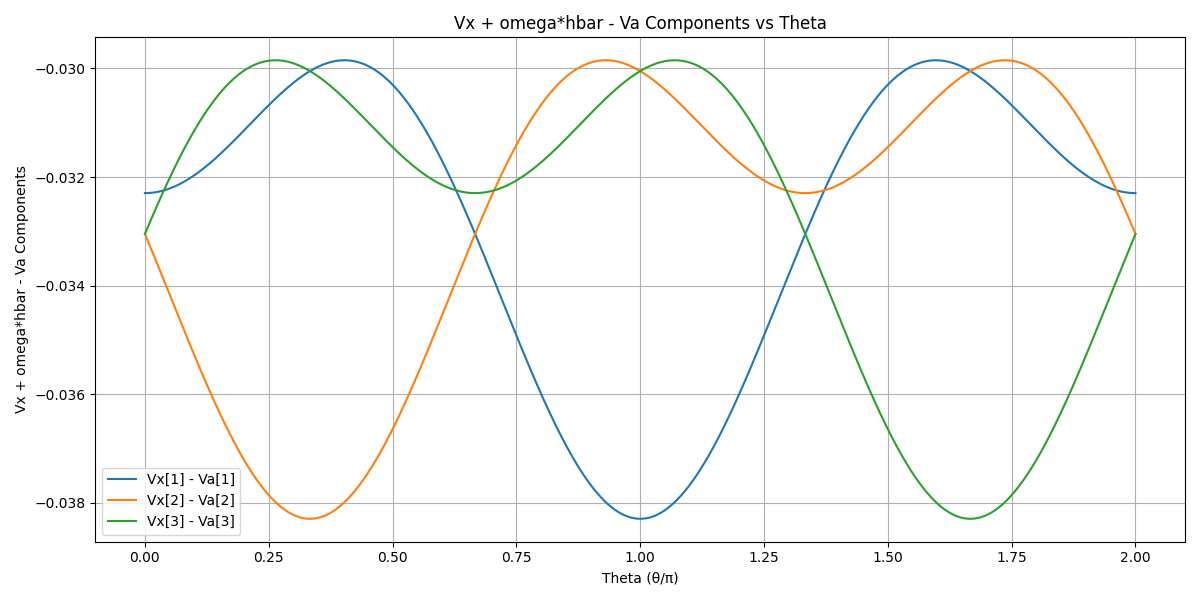 Vx + omega*hbar - Va Components vs Theta
Vx + omega*hbar - Va Components
−0.030
−0.032
−0.034
−0.036
−0.038
Vx[1] - Va[1]
Vx[2] - Va[2]
Vx[3] - Va[3]
0.00 0.25 0.50 0.75 1.00 1.25 1.50 1.75 2.00
Theta (θ/π)